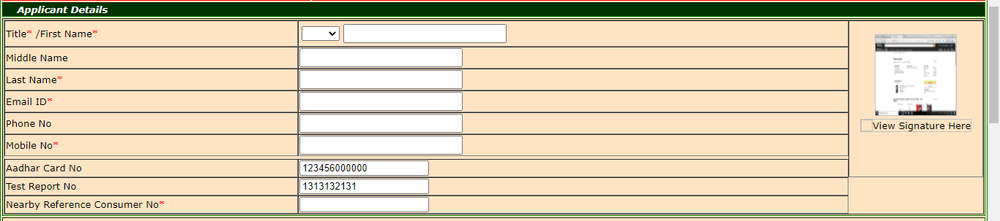 Applicant Details
Title* /First Name*
Middle Name
Last Name*
Email ID*
Phone No
Mobile No*
View Signature Here
Aadhar Card No 123456000000
Test Report No 1313132131
Nearby Reference Consumer No*